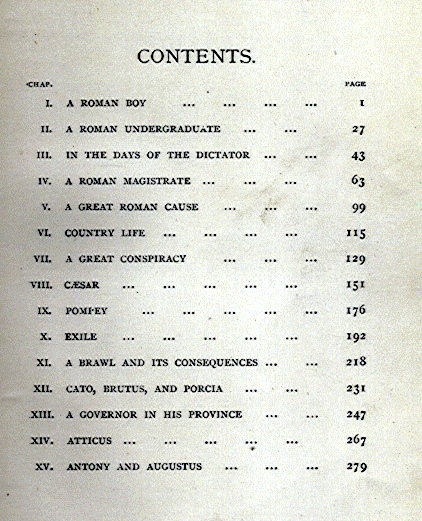 CONTENTS.
CHAP. PAGE
I. A ROMAN BOY ... ... ... ... 1
II. A ROMAN UNDERGRADUATE ... ... 27
III. IN THE DAYS OF THE DICTATOR ... ... 43
IV. A ROMAN MAGISTRATE ... ... ... 63
V. A GREAT ROMAN CAUSE ... ... ... 99
VI. COUNTRY LIFE ... ... ... ... 115
VII. A GREAT CONSPIRACY ... ... ... 129
VIII. CÆSAR ... ... ... ... ... 151
IX. POMPEY ... ... ... ... ... 176
X. EXILE ... ... ... ... ... 192
XI. A BRAWL AND ITS CONSEQUENCES ... ... 218
XII. CATO, BRUTUS, AND PORCIA ... ... 231
XIII. A GOVERNOR IN HIS PROVINCE ... ... 247
XIV. ATTICUS ... ... ... ... ... 267
XV. ANTONY AND AUGUSTUS ... ... ... 279